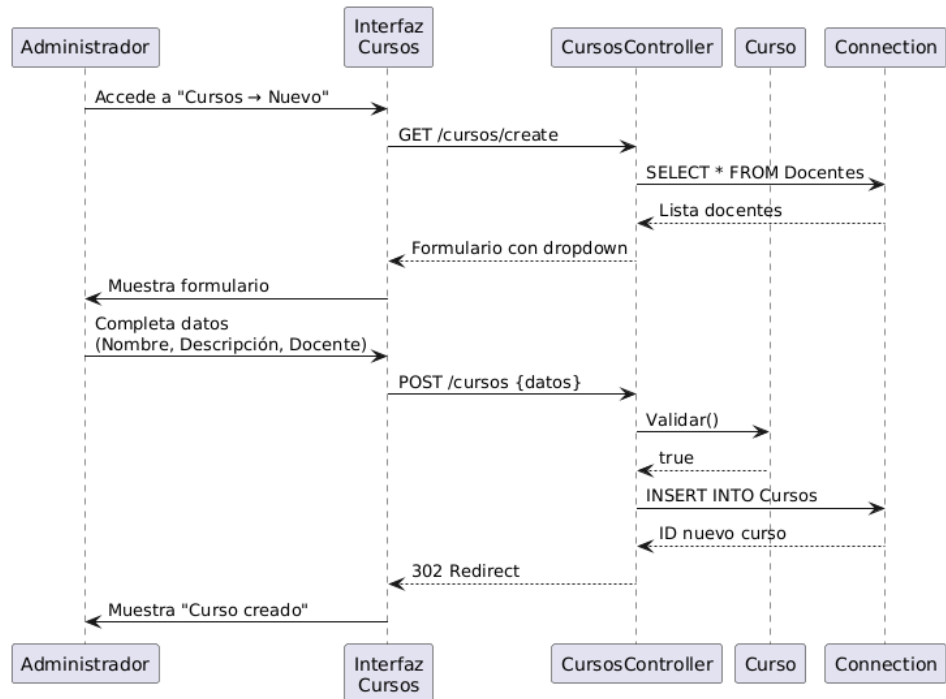 Administrador
Interfaz
Cursos
CursosController
Curso
Connection
Accede a "Cursos → Nuevo"
GET /cursos/create
SELECT * FROM Docentes
Lista docentes
Formulario con dropdown
Muestra formulario
Completa datos
(Nombre, Descripción, Docente)
POST /cursos {datos}
Validar()
true
INSERT INTO Cursos
ID nuevo curso
302 Redirect
Muestra "Curso creado"
Administrador
Interfaz
Cursos
CursosController
Curso
Connection